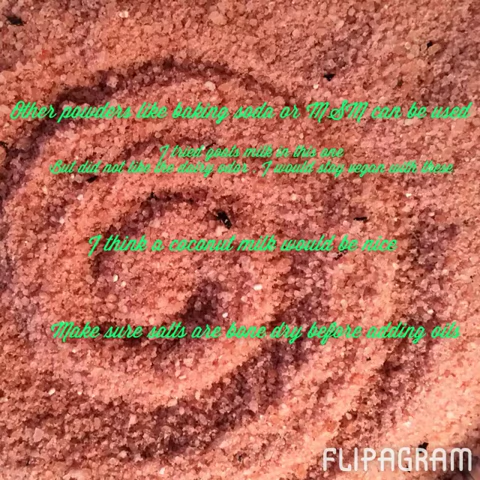 Other powders like baking soda or MSM can be used
I tried goats milk in this one
But did not like the dairy odor. I would stay vegan with these
I think a coconut milk would be nice
Make sure salts are bone dry before adding oils
FLIPAGRAM